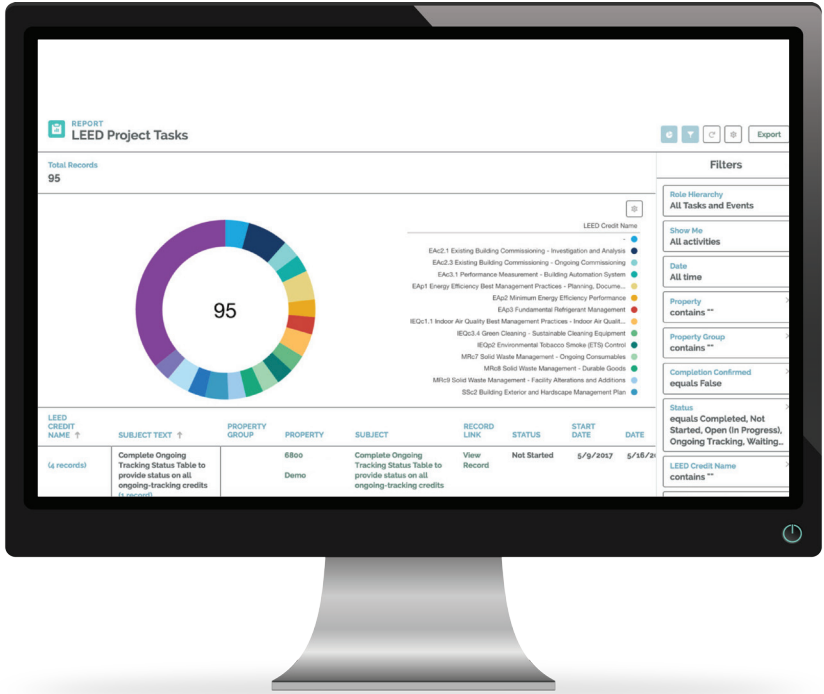 REPORT
LEED Project Tasks
Export
Total Records
95
Filters
95
LEED Credit Name
-
EAc2.1 Existing Building Commissioning - Investigation and Analysis
EAc2.3 Existing Building Commissioning - Ongoing Commissioning
EAc3.1 Performance Measurement - Building Automation System
EAp1 Energy Efficiency Best Management Practices - Planning, Docume...
EAp2 Minimum Energy Efficiency Performance
EAp3 Fundamental Refrigerant Management
IEQc1.1 Indoor Air Quality Best Management Practices - Indoor Air Qualit...
IEQc3.4 Green Cleaning - Sustainable Cleaning Equipment
IEQp2 Environmental Tobacco Smoke (ETS) Control
MRc7 Solid Waste Management - Ongoing Consumables
MRc8 Solid Waste Management - Durable Goods
MRc9 Solid Waste Management - Facility Alterations and Additions
SSc2 Building Exterior and Hardscape Management Plan
Role Hierarchy
All Tasks and Events
Show Me
All activities
Date
All time
Property
contains ""
Property Group
contains ""
Completion Confirmed
equals False
Status
equals Completed, Not
Started, Open (In Progress),
Ongoing Tracking, Waiting...
LEED Credit Name
contains ""
LEED
CREDIT
NAME ↑
SUBJECT TEXT ↑
PROPERTY
GROUP
PROPERTY
SUBJECT
RECORD
LINK
STATUS
START
DATE
DATE
(4 records)
Complete Ongoing
Tracking Status Table to
provide status on all
ongoing-tracking credits
(1 record)
6800
Demo
Complete Ongoing
Tracking Status Table to
provide status on all
ongoing-tracking credits
View
Record
Not Started
5/9/2017
5/16/2